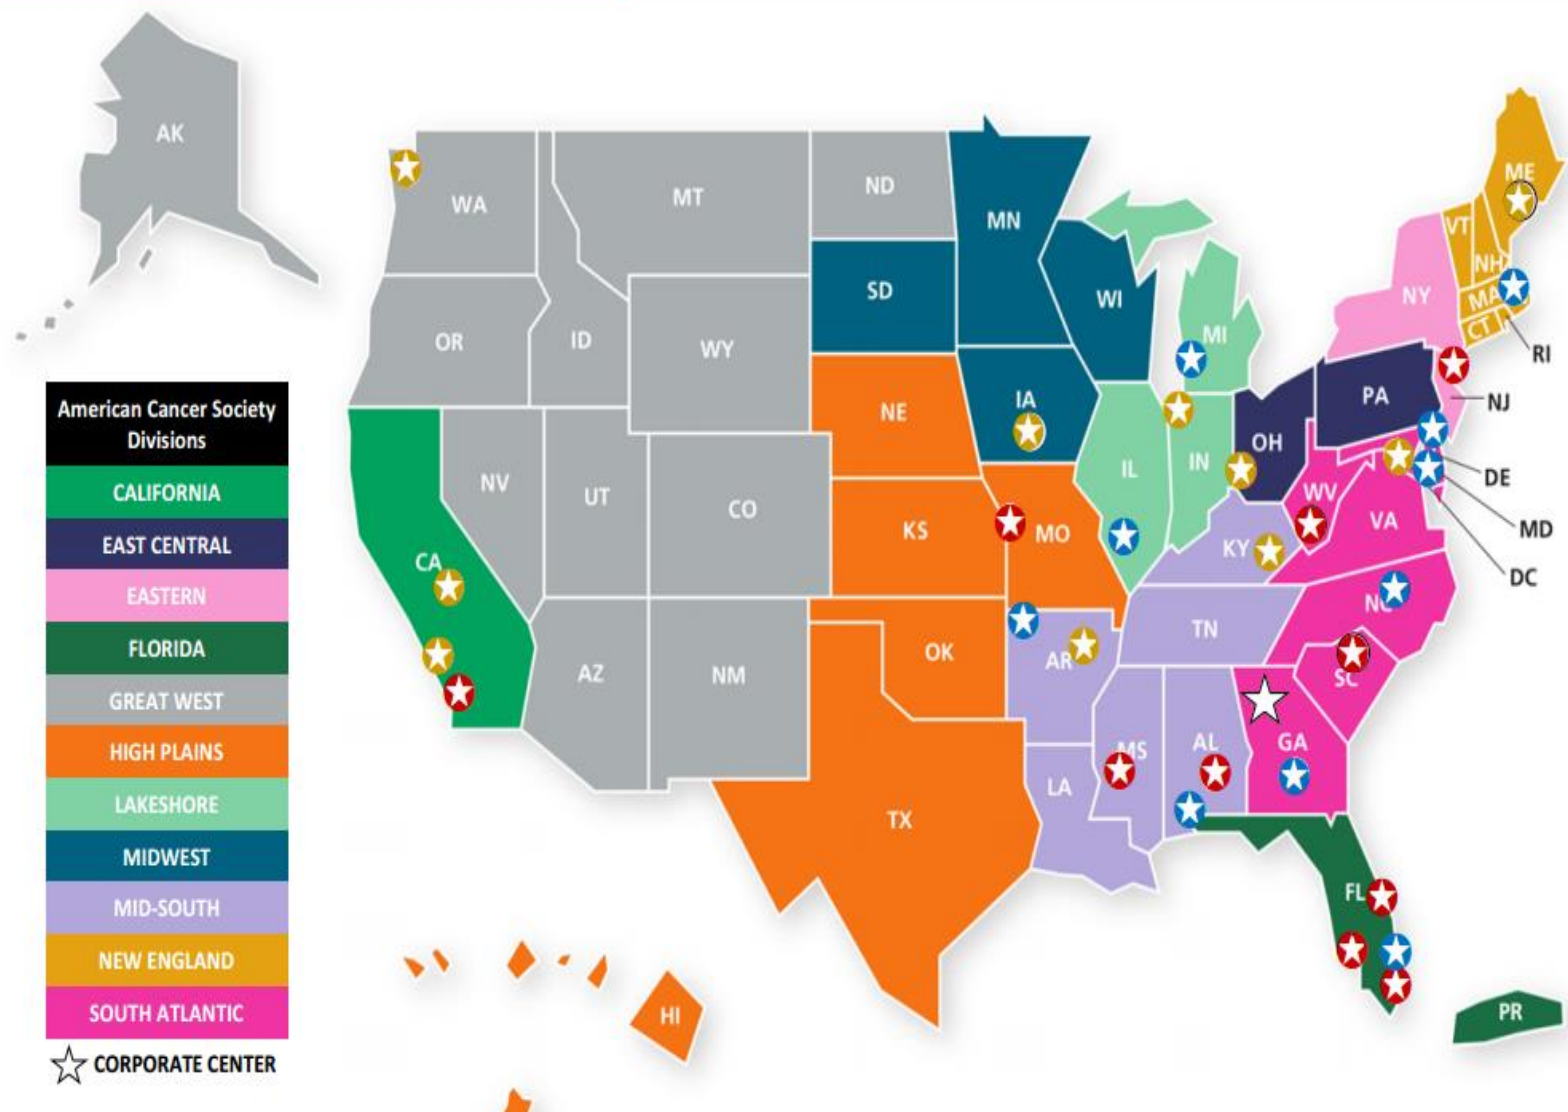 AK
WA
MT
ND
MN
ME
VT
NH
SD
WI
NY
MA
MI
CT
OR
ID
WY
RI
American Cancer Society
Divisions
NE
IA
PA
NJ
OH
CALIFORNIA
NV
UT
CO
IL
IN
WV
DE
KS
MO
VA
MD
EAST CENTRAL
CA
KY
DC
EASTERN
NC
FLORIDA
TN
OK
AR
AZ
NM
SC
GREAT WEST
HIGH PLAINS
MS
AL
GA
LAKESHORE
LA
TX
MIDWEST
MID-SOUTH
FL
NEW ENGLAND
SOUTH ATLANTIC
HI
PR
CORPORATE CENTER